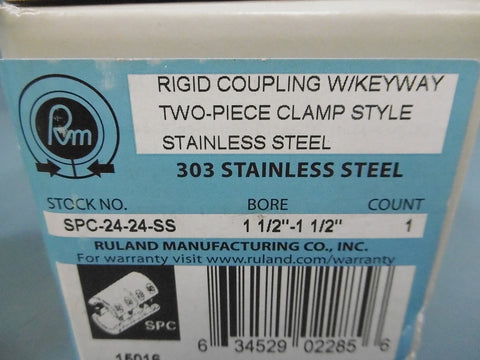 RIGID COUPLING W/KEYWAY
TWO-PIECE CLAMP STYLE
STAINLESS STEEL
Rm
303 STAINLESS STEEL
STOCK NO. BORE COUNT
SPC-24-24-SS 1 1/2"-1 1/2" 1
RULAND MANUFACTURING CO., INC.
For warranty visit www.ruland.com/warranty
SPC
15016
6 34529 02285 6